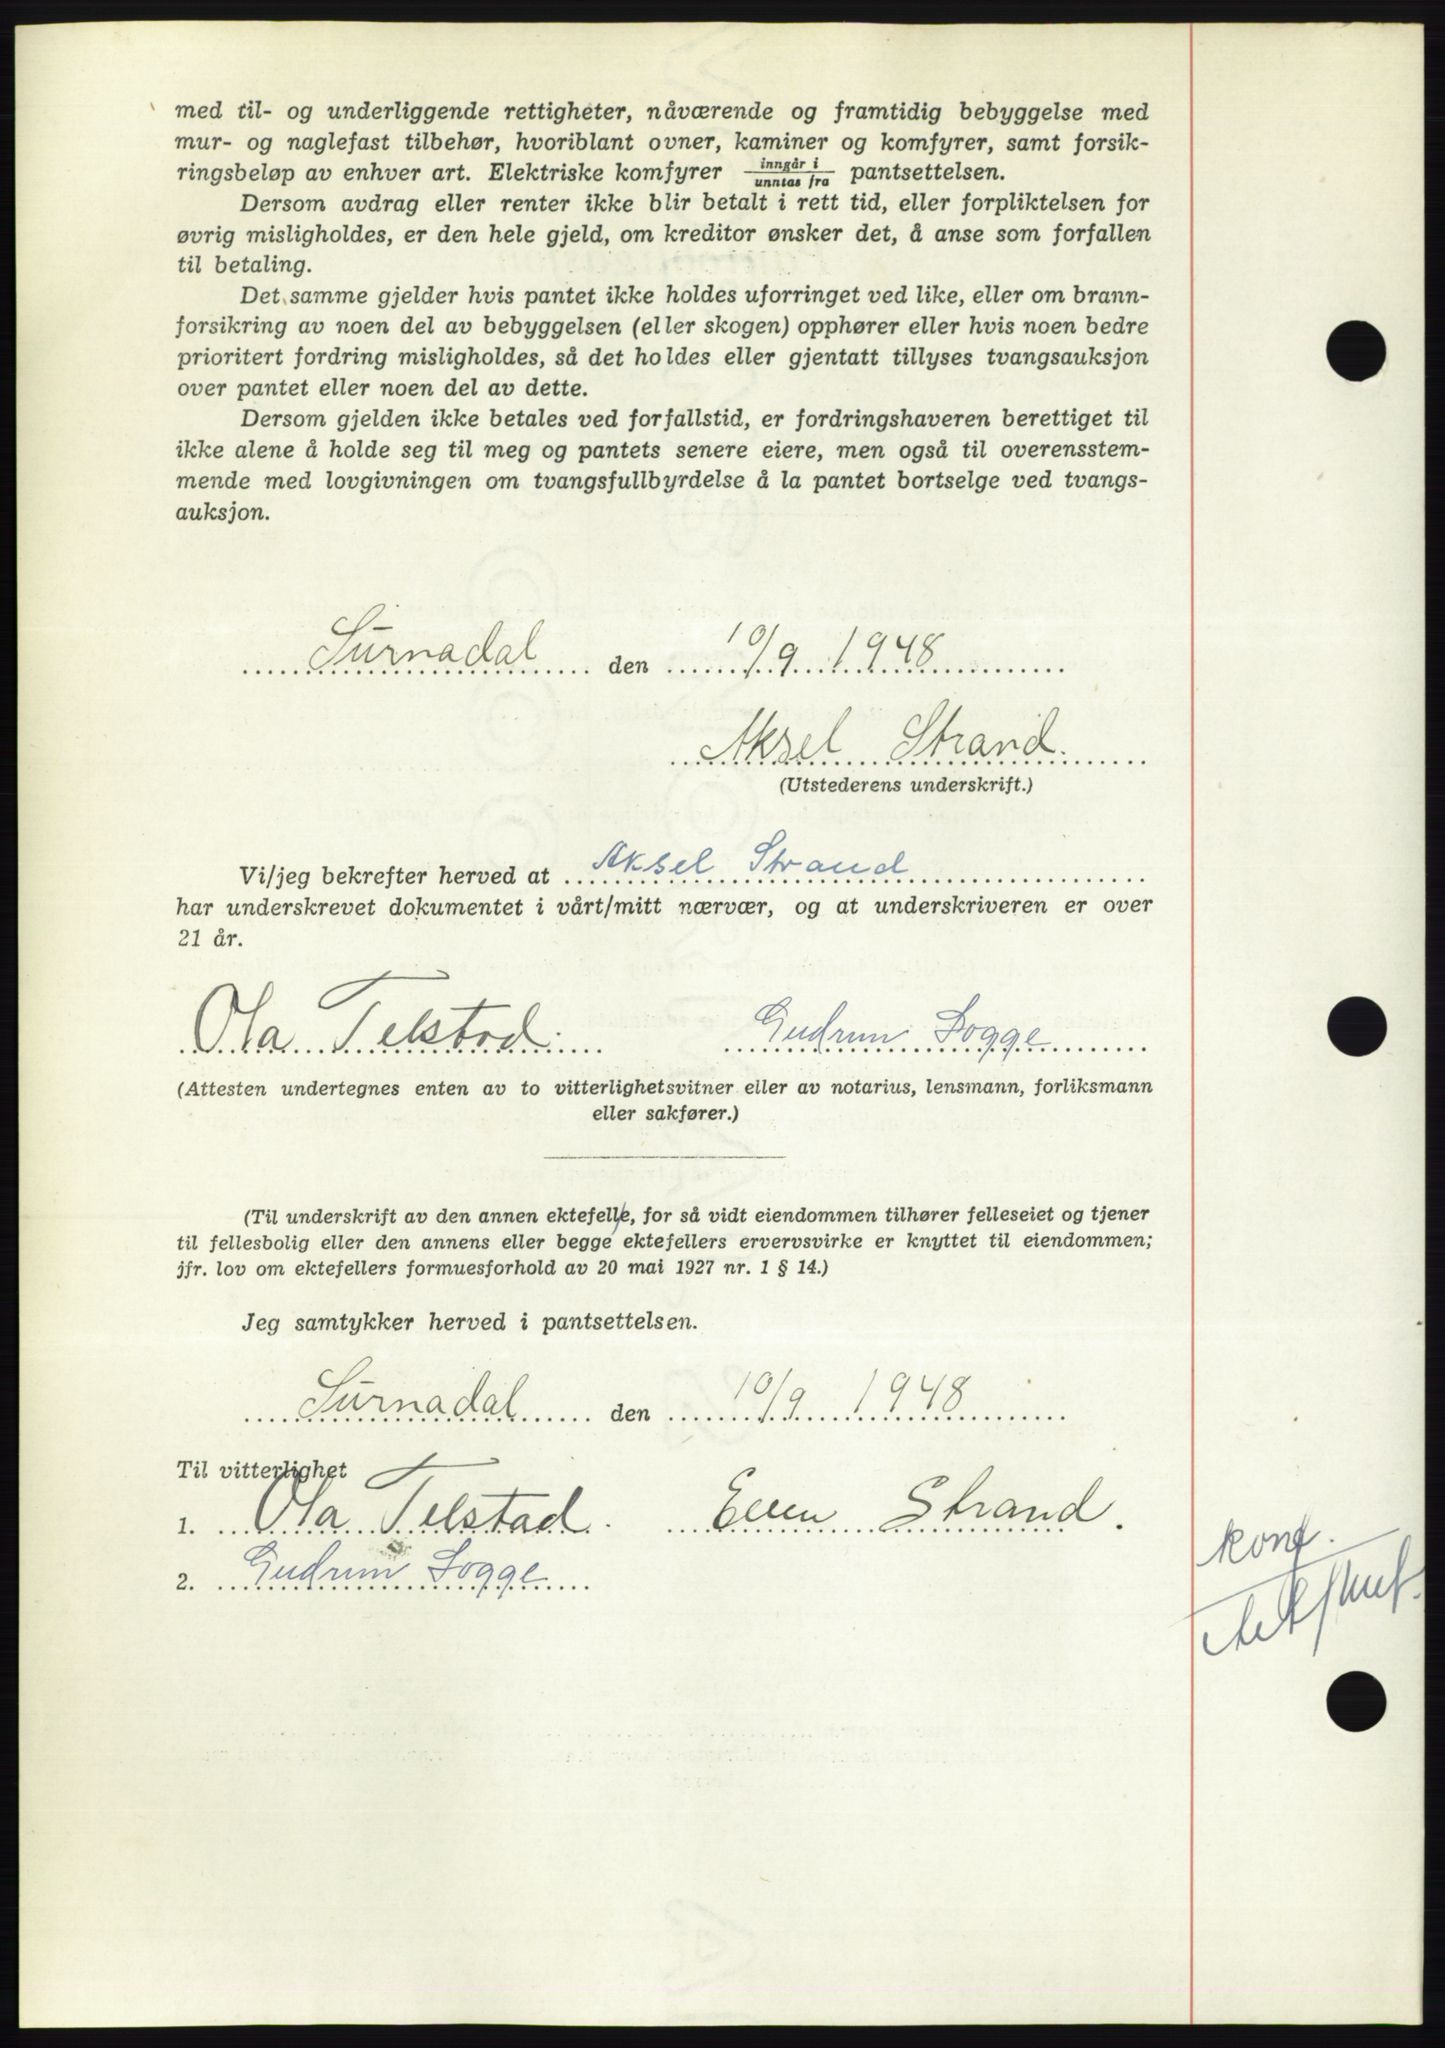 med til- og underliggende rettigheter, nåværende og framtidig bebyggelse med
mur- og naglefast tilbehør, hvoriblant ovner, kaminer og komfyrer, samt forsik-
ringsbeløp av enhver art. Elektriske komfyrer inngår i / unntas fra pantsettelsen.
Dersom avdrag eller renter ikke blir betalt i rett tid, eller forpliktelsen for
øvrig misligholdes, er den hele gjeld, om kreditor ønsker det, å anse som forfallen
til betaling.
Det samme gjelder hvis pantet ikke holdes uforringet ved like, eller om brann-
forsikring av noen del av bebyggelsen (eller skogen) opphører eller hvis noen bedre
prioritert fordring misligholdes, så det holdes eller gjentatt tillyses tvangsauksjon
over pantet eller noen del av dette.
Dersom gjelden ikke betales ved forfallstid, er fordringshaveren berettiget til
ikke alene å holde seg til meg og pantets senere eiere, men også til overensstem-
mende med lovgivningen om tvangsfullbyrdelse å la pantet bortselge ved tvangs-
auksjon.
Surnadal den 10/9 1948
Aksel Strand.
(Utstederens underskrift.)
Vi/jeg bekrefter herved at Aksel Strand
har underskrevet dokumentet i vårt/mitt nærvær, og at underskriveren er over
21 år.
Ola Telstad. Gudrun Sogge
(Attesten undertegnes enten av to vitterlighetsvitner eller av notarius, lensmann, forliksmann
eller sakfører.)
(Til underskrift av den annen ektefelle, for så vidt eiendommen tilhører felleseiet og tjener
til fellesbolig eller den annens eller begge ektefellers ervervsvirke er knyttet til eiendommen;
jfr. lov om ektefellers formuesforhold av 20 mai 1927 nr. 1 § 14.)
Jeg samtykker herved i pantsettelsen.
Surnadal den 10/9 1948
Til vitterlighet
1. Ola Telstad. Ellen Strand.
2. Gudrun Sogge
konf.